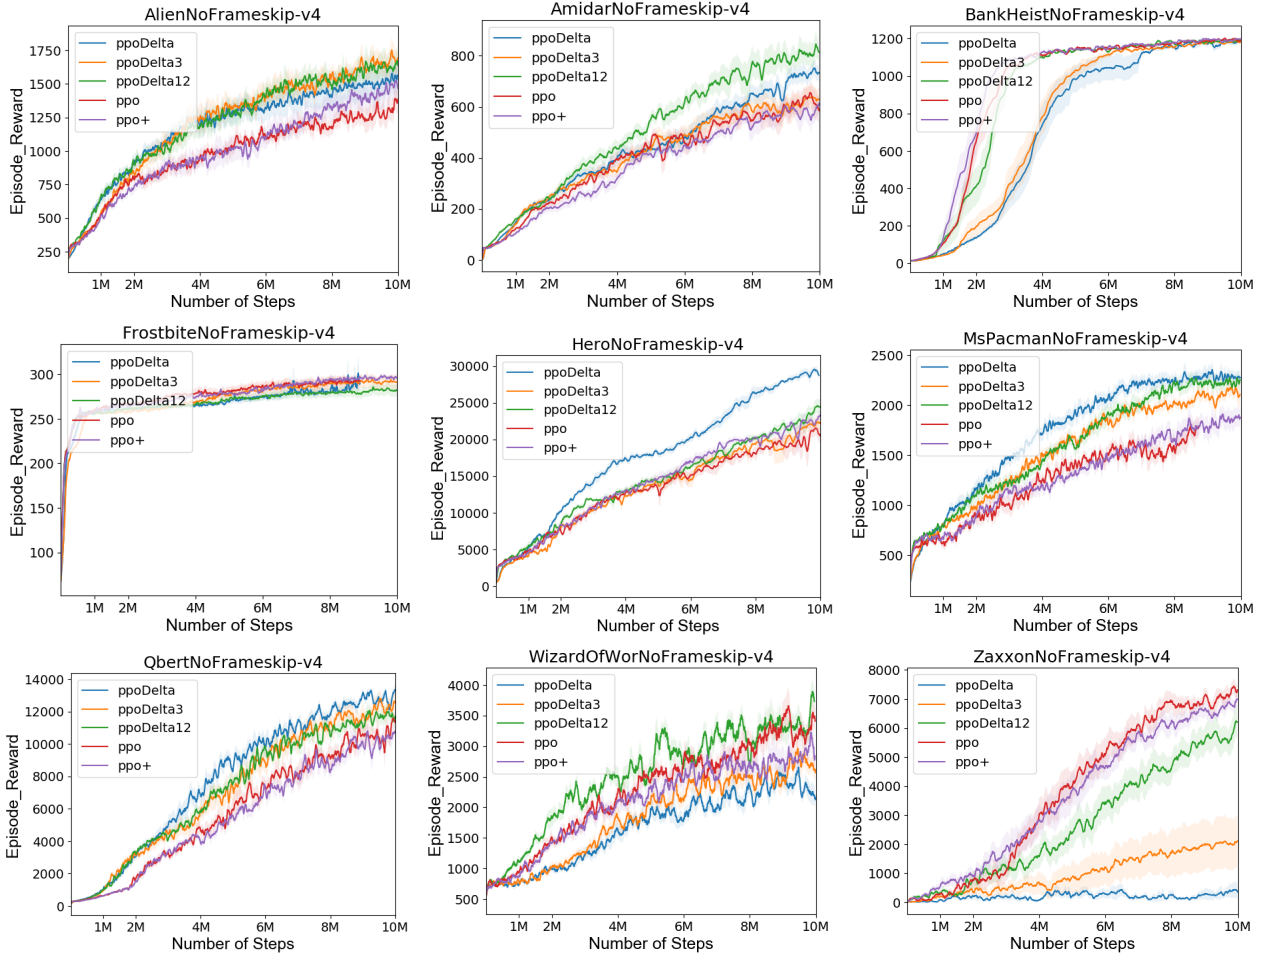 AlienNoFrameskip-v4
Episode_Reward
1750
1500
1250
1000
750
500
250
ppoDelta
ppoDelta3
ppoDelta12
ppo
ppo+
1M 2M 4M 6M 8M 10M
Number of Steps
AmidarNoFrameskip-v4
Episode_Reward
800
600
400
200
0
ppoDelta
ppoDelta3
ppoDelta12
ppo
ppo+
1M 2M 4M 6M 8M 10M
Number of Steps
BankHeistNoFrameskip-v4
Episode_Reward
1200
1000
800
600
400
200
0
ppoDelta
ppoDelta3
ppoDelta12
ppo
ppo+
1M 2M 4M 6M 8M 10M
Number of Steps
FrostbiteNoFrameskip-v4
Episode_Reward
300
250
200
150
100
ppoDelta
ppoDelta3
ppoDelta12
ppo
ppo+
1M 2M 4M 6M 8M 10M
Number of Steps
HeroNoFrameskip-v4
Episode_Reward
30000
25000
20000
15000
10000
5000
0
ppoDelta
ppoDelta3
ppoDelta12
ppo
ppo+
1M 2M 4M 6M 8M 10M
Number of Steps
MsPacmanNoFrameskip-v4
Episode_Reward
2500
2000
1500
1000
500
ppoDelta
ppoDelta3
ppoDelta12
ppo
ppo+
1M 2M 4M 6M 8M 10M
Number of Steps
QbertNoFrameskip-v4
Episode_Reward
14000
12000
10000
8000
6000
4000
2000
0
ppoDelta
ppoDelta3
ppoDelta12
ppo
ppo+
1M 2M 4M 6M 8M 10M
Number of Steps
WizardOfWorNoFrameskip-v4
Episode_Reward
4000
3500
3000
2500
2000
1500
1000
500
ppoDelta
ppoDelta3
ppoDelta12
ppo
ppo+
1M 2M 4M 6M 8M 10M
Number of Steps
ZaxxonNoFrameskip-v4
Episode_Reward
8000
7000
6000
5000
4000
3000
2000
1000
0
ppoDelta
ppoDelta3
ppoDelta12
ppo
ppo+
1M 2M 4M 6M 8M 10M
Number of Steps